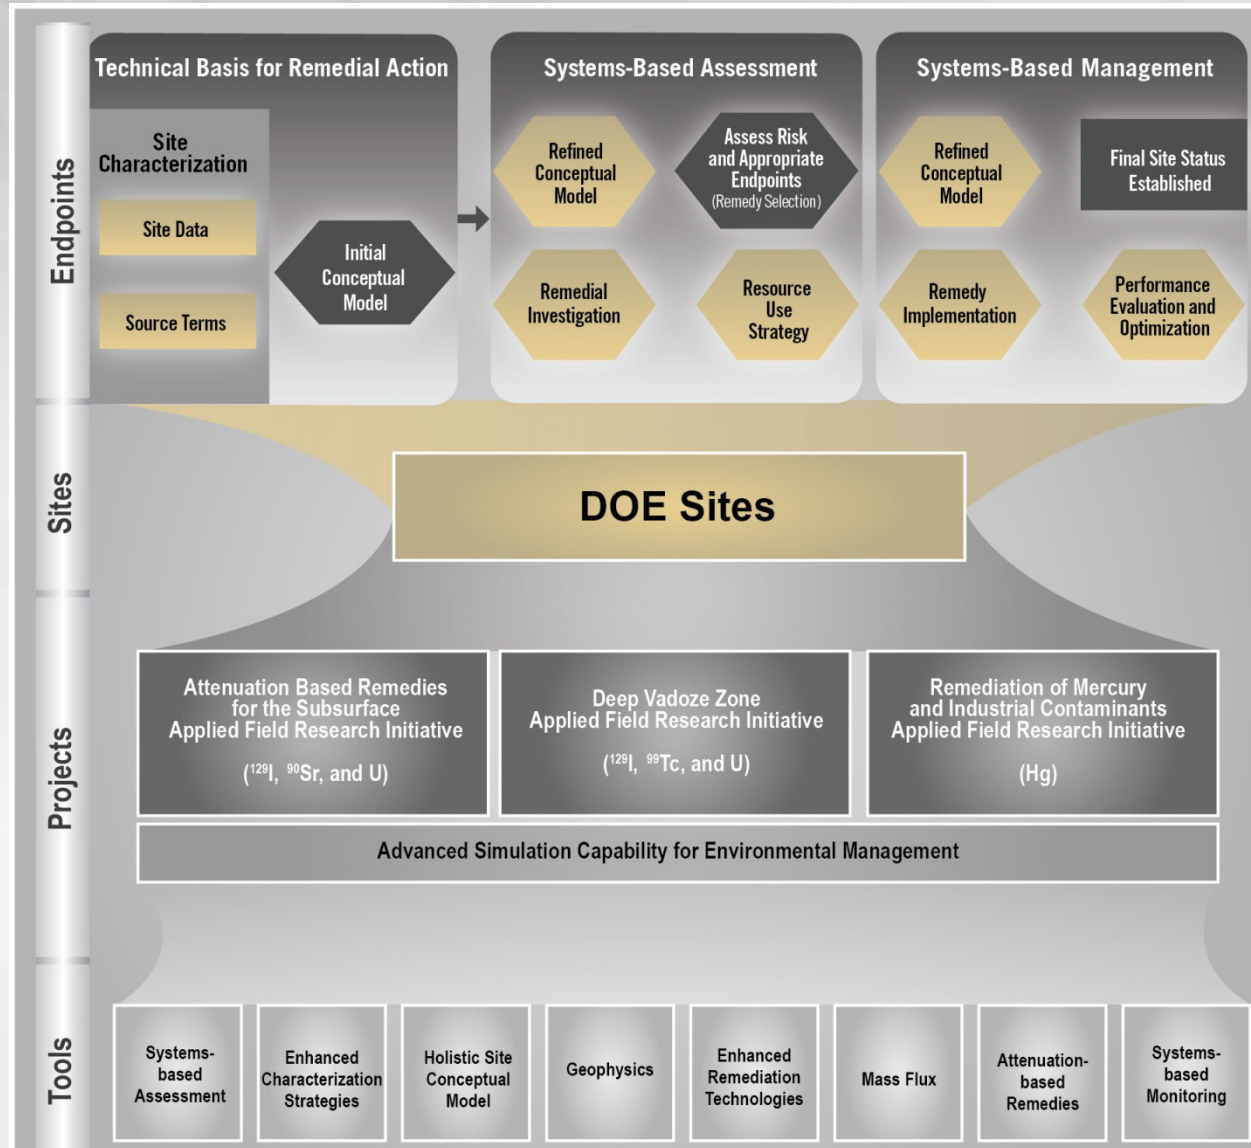 Endpoints
Technical Basis for Remedial Action
Site
Characterization
Site Data
Source Terms
Initial
Conceptual
Model
Systems-Based Assessment
Refined
Conceptual
Model
Assess Risk
and Appropriate
Endpoints
(Remedy Selection)
Remedial
Investigation
Resource
Use
Strategy
Systems-Based Management
Refined
Conceptual
Model
Final Site Status
Established
Remedy
Implementation
Performance
Evaluation and
Optimization
Sites
DOE Sites
Projects
Attenuation Based Remedies
for the Subsurface
Applied Field Research Initiative
(¹²⁹I, ⁹⁰Sr, and U)
Deep Vadoze Zone
Applied Field Research Initiative
(¹²⁹I, ⁹⁹Tc, and U)
Remediation of Mercury
and Industrial Contaminants
Applied Field Research Initiative
(Hg)
Advanced Simulation Capability for Environmental Management
Tools
Systems-
based
Assessment
Enhanced
Characterization
Strategies
Holistic Site
Conceptual
Model
Geophysics
Enhanced
Remediation
Technologies
Mass Flux
Attenuation-
based
Remedies
Systems-
based
Monitoring